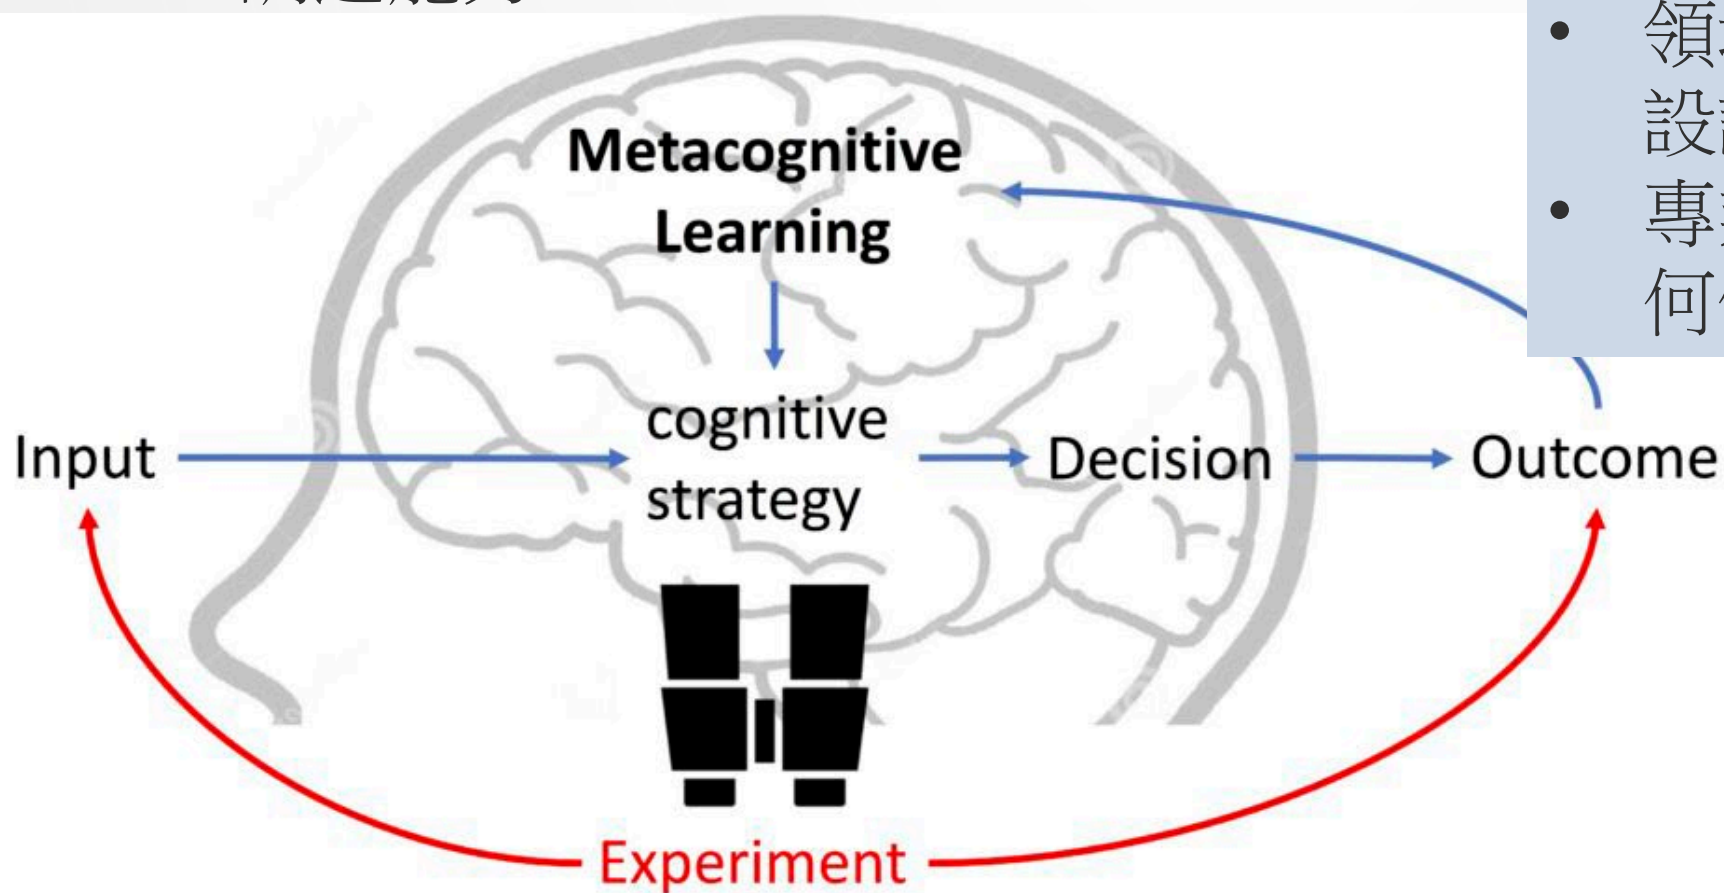 領
設
專
何
Metacognitive
Learning
cognitive
strategy
Input
Decision
Outcome
Experiment